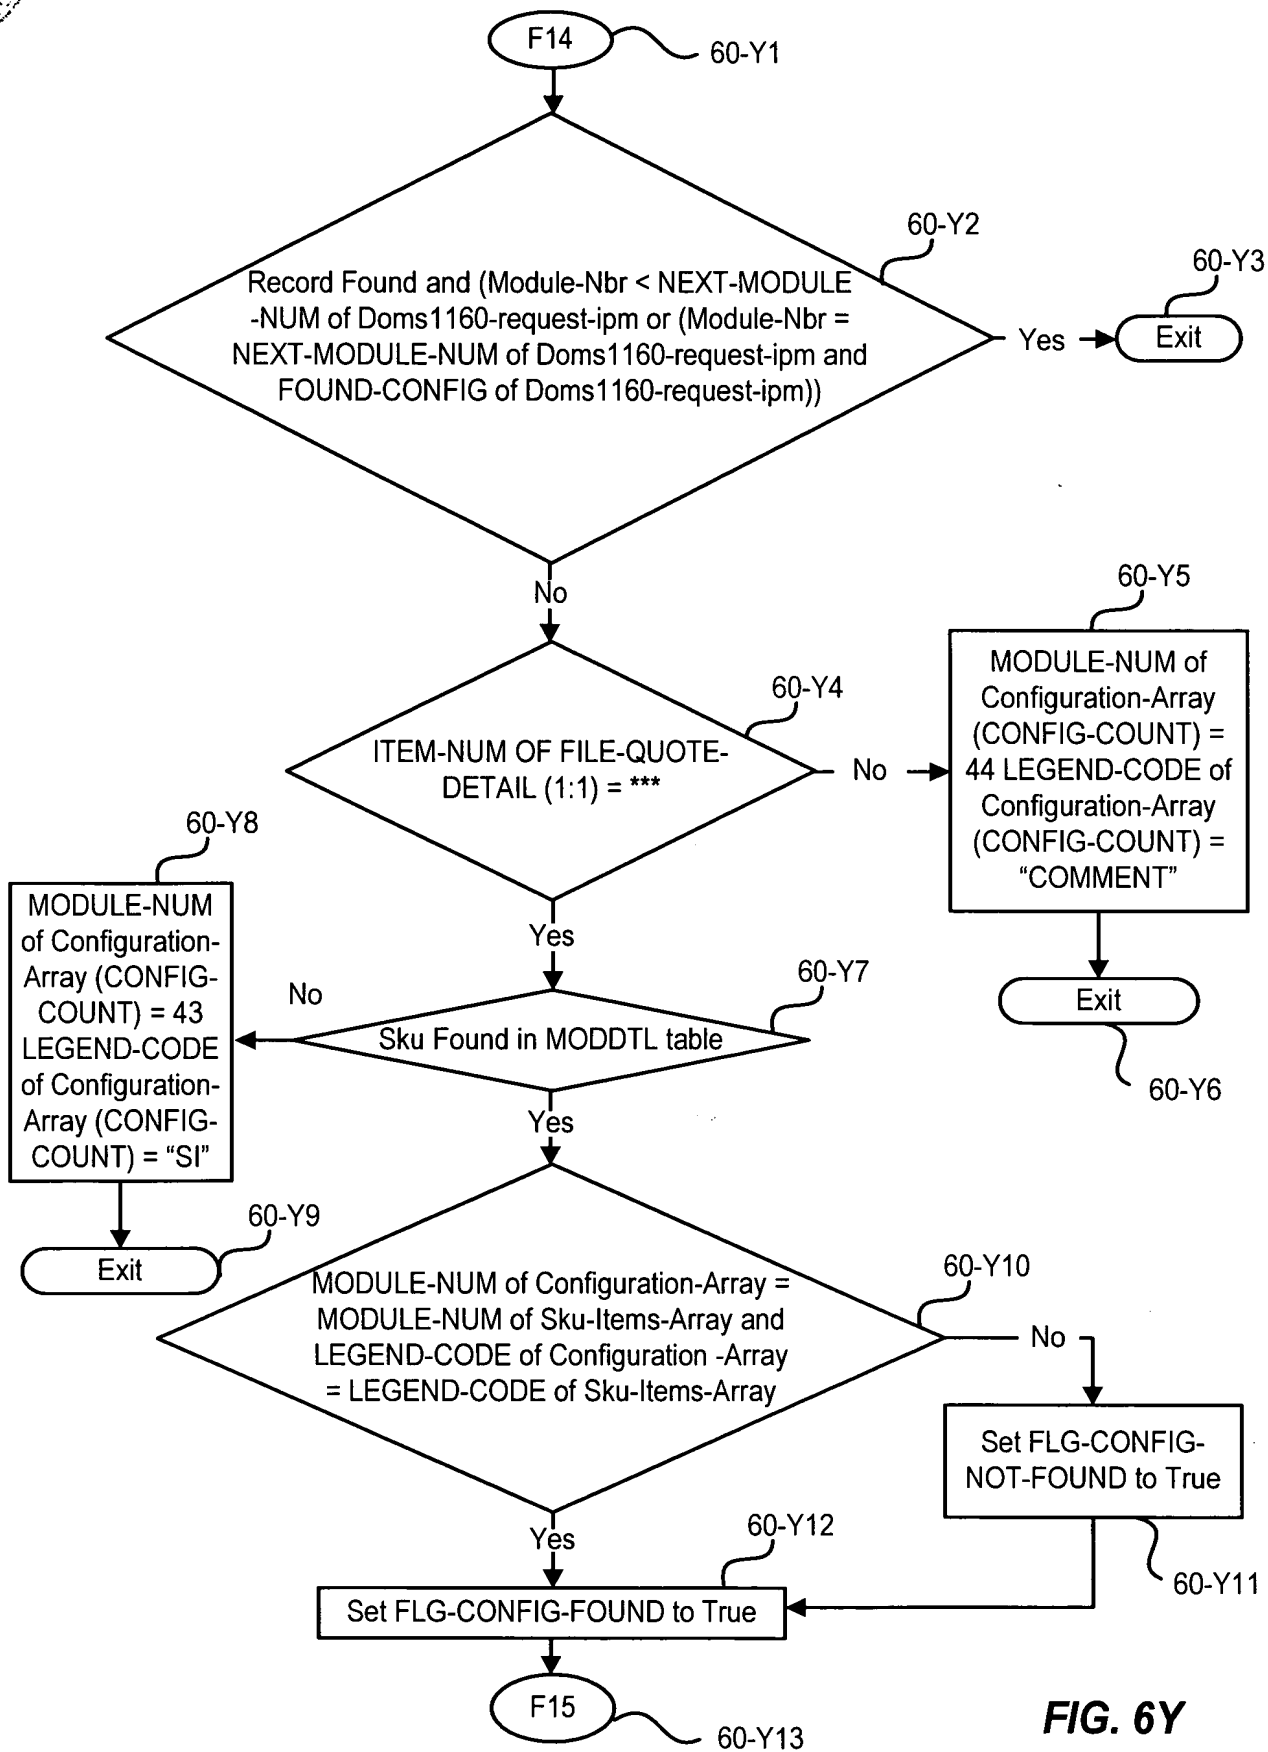 F14
60-Y1
60-Y2
Record Found and (Module-Nbr < NEXT-MODULE
-NUM of Doms1160-request-ipm or (Module-Nbr =
NEXT-MODULE-NUM of Doms1160-request-ipm and
FOUND-CONFIG of Doms1160-request-ipm))
Yes
60-Y3
Exit
No
60-Y4
ITEM-NUM OF FILE-QUOTE-
DETAIL (1:1) = ***
No
60-Y5
MODULE-NUM of
Configuration-Array
(CONFIG-COUNT) =
44 LEGEND-CODE of
Configuration-Array
(CONFIG-COUNT) =
“COMMENT”
Exit
60-Y6
Yes
60-Y7
Sku Found in MODDTL table
No
60-Y8
MODULE-NUM
of Configuration-
Array (CONFIG-
COUNT) = 43
LEGEND-CODE
of Configuration-
Array (CONFIG-
COUNT) = “SI”
60-Y9
Exit
Yes
60-Y10
MODULE-NUM of Configuration-Array =
MODULE-NUM of Sku-Items-Array and
LEGEND-CODE of Configuration -Array
= LEGEND-CODE of Sku-Items-Array
No
Set FLG-CONFIG-
NOT-FOUND to True
60-Y11
Yes
60-Y12
Set FLG-CONFIG-FOUND to True
F15
60-Y13
FIG. 6Y